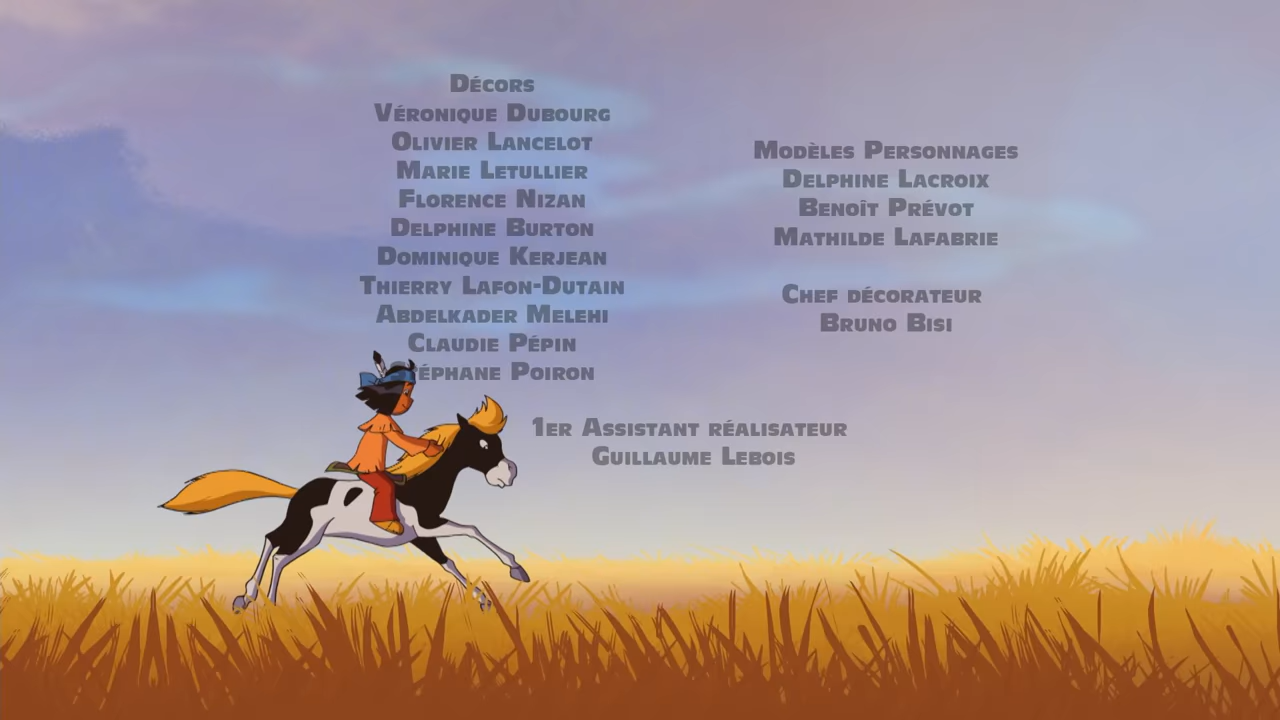 Décors
Véronique Dubourg
Olivier Lancelot
Marie Letullier
Florence Nizan
Delphine Burton
Dominique Kerjean
Thierry Lafon-Dutain
Abdelkader Melehi
Claudie Pépin
Poiron
Modèles Personnages
Delphine Lacroix
Benoît Prévot
Mathilde Lafabrie
Chef décorateur
Bruno Bisi
1er Assistant réalisateur
Guillaume Lebois